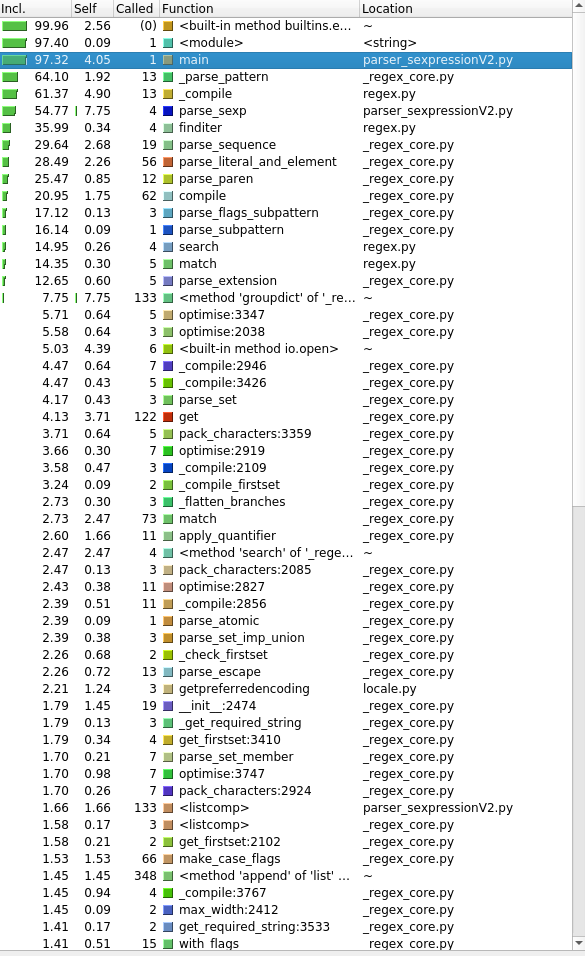 Incl. Self Called Function Location
99.96 2.56 (0) <built-in method builtins.e... ~
97.40 0.09 1 <module> <string>
97.32 4.05 1 main parser_sexpressionV2.py
64.10 1.92 13 _parse_pattern _regex_core.py
61.37 4.90 13 _compile regex.py
54.77 7.75 4 parse_sexp parser_sexpressionV2.py
35.99 0.34 4 finditer regex.py
29.64 2.68 19 parse_sequence _regex_core.py
28.49 2.26 56 parse_literal_and_element _regex_core.py
25.47 0.85 12 parse_paren _regex_core.py
20.95 1.75 62 compile _regex_core.py
17.12 0.13 3 parse_flags_subpattern _regex_core.py
16.14 0.09 1 parse_subpattern _regex_core.py
14.95 0.26 4 search regex.py
14.35 0.30 5 match regex.py
12.65 0.60 5 parse_extension _regex_core.py
7.75 7.75 133 <method 'groupdict' of '_re... ~
5.71 0.64 5 optimise:3347 _regex_core.py
5.58 0.64 3 optimise:2038 _regex_core.py
5.03 4.39 6 <built-in method io.open> ~
4.47 0.64 7 _compile:2946 _regex_core.py
4.47 0.43 5 _compile:3426 _regex_core.py
4.17 0.43 3 parse_set _regex_core.py
4.13 3.71 122 get _regex_core.py
3.71 0.64 5 pack_characters:3359 _regex_core.py
3.66 0.30 7 optimise:2919 _regex_core.py
3.58 0.47 3 _compile:2109 _regex_core.py
3.24 0.09 2 _compile_firstset _regex_core.py
2.73 0.30 3 _flatten_branches _regex_core.py
2.73 2.47 73 match _regex_core.py
2.60 1.66 11 apply_quantifier _regex_core.py
2.47 2.47 4 <method 'search' of '_rege... ~
2.47 0.13 3 pack_characters:2085 _regex_core.py
2.43 0.38 11 optimise:2827 _regex_core.py
2.39 0.51 11 _compile:2856 _regex_core.py
2.39 0.09 1 parse_atomic _regex_core.py
2.39 0.38 3 parse_set_imp_union _regex_core.py
2.26 0.68 2 _check_firstset _regex_core.py
2.26 0.72 13 parse_escape _regex_core.py
2.21 1.24 3 getpreferredencoding locale.py
1.79 1.45 19 __init__:2474 _regex_core.py
1.79 0.13 3 _get_required_string _regex_core.py
1.79 0.34 4 get_firstset:3410 _regex_core.py
1.70 0.21 7 parse_set_member _regex_core.py
1.70 0.98 7 optimise:3747 _regex_core.py
1.70 0.26 7 pack_characters:2924 _regex_core.py
1.66 1.66 133 <listcomp> parser_sexpressionV2.py
1.58 0.17 3 <listcomp> _regex_core.py
1.58 0.21 2 get_firstset:2102 _regex_core.py
1.53 1.53 66 make_case_flags _regex_core.py
1.45 1.45 348 <method 'append' of 'list' ... ~
1.45 0.94 4 _compile:3767 _regex_core.py
1.45 0.09 2 max_width:2412 _regex_core.py
1.41 0.17 2 get_required_string:3533 _regex_core.py
1.41 0.51 15 with_flags _regex_core.py